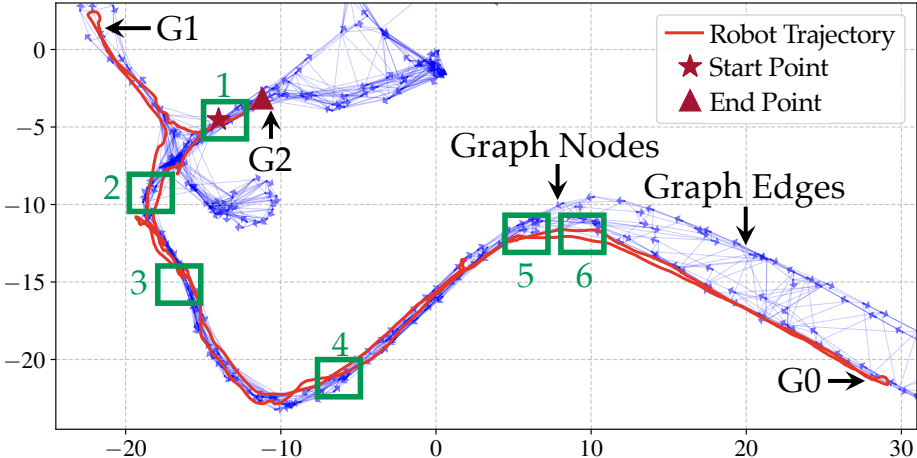 G1
Robot Trajectory
Start Point
End Point
1
G2
Graph Nodes
Graph Edges
2
3
4
5
6
G0
0
−5
−10
−15
−20
−20
−10
0
10
20
30